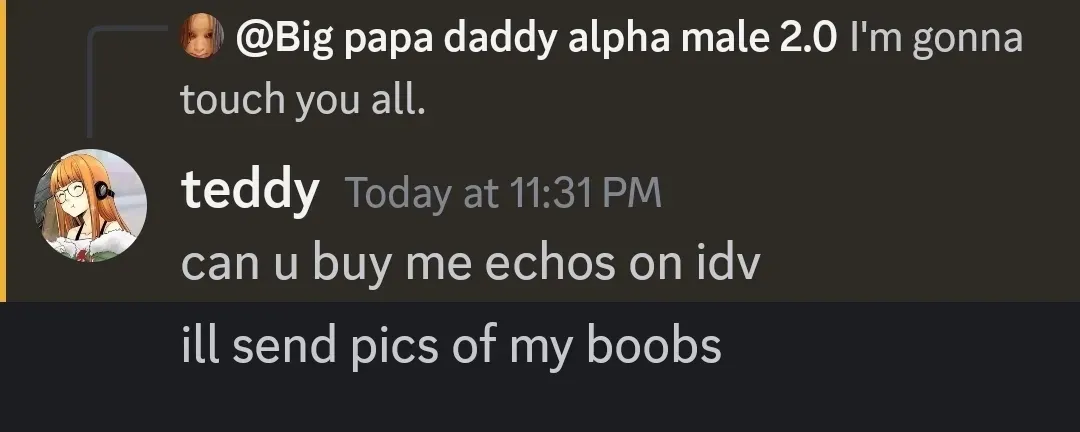 @Big papa daddy alpha male 2.0 I'm gonna
touch you all.
teddy Today at 11:31 PM
can u buy me echos on idv
ill send pics of my boobs